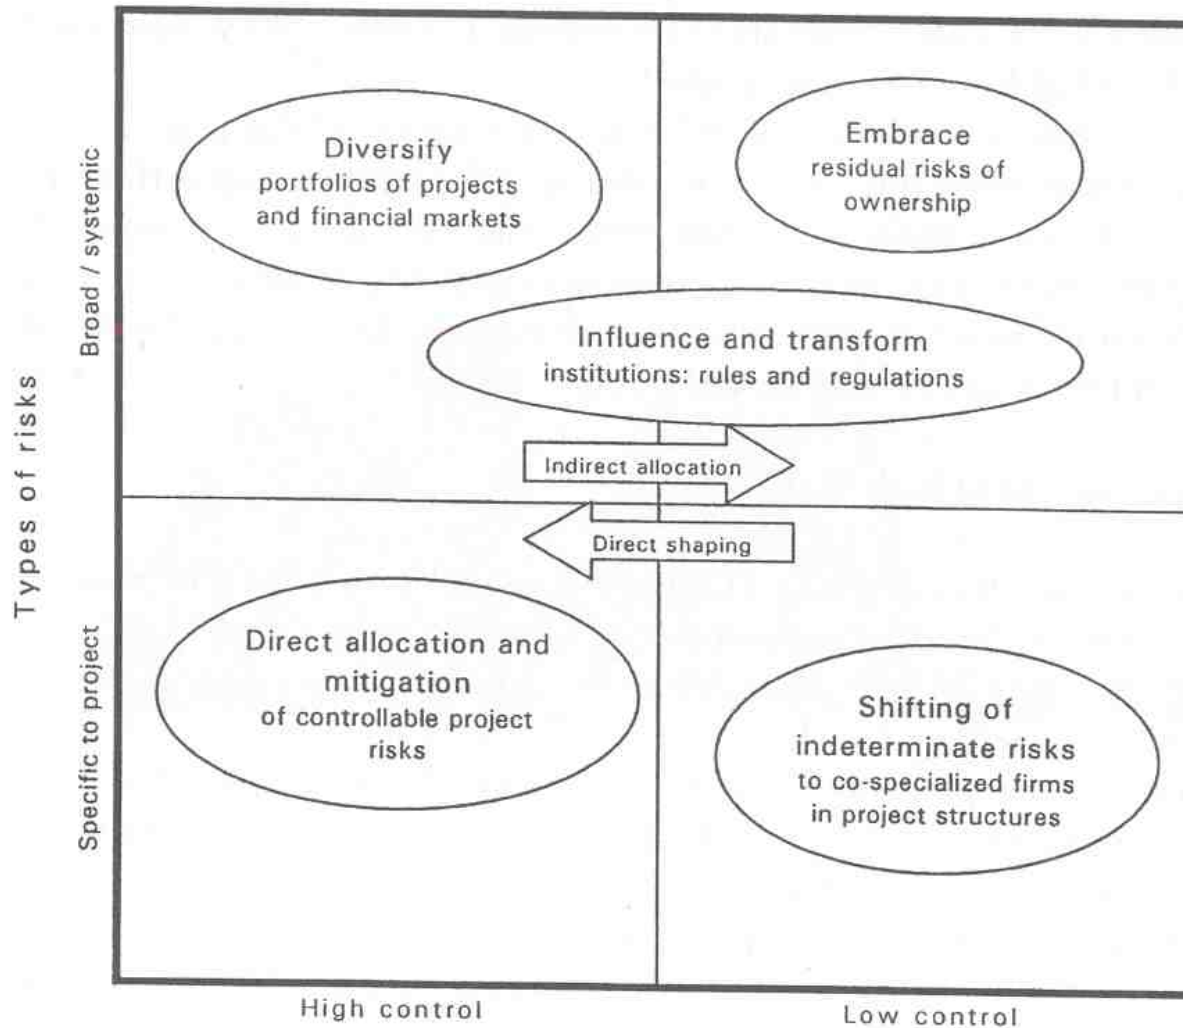 Diversify
portfolios of projects
and financial markets
Embrace
residual risks of
ownership
Influence and transform
institutions: rules and regulations
Indirect allocation
Direct shaping
Direct allocation and
mitigation
of controllable project
risks
Shifting of
indeterminate risks
to co-specialized firms
in project structures
Types of risks
Broad / systemic
Specific to project
High control
Low control